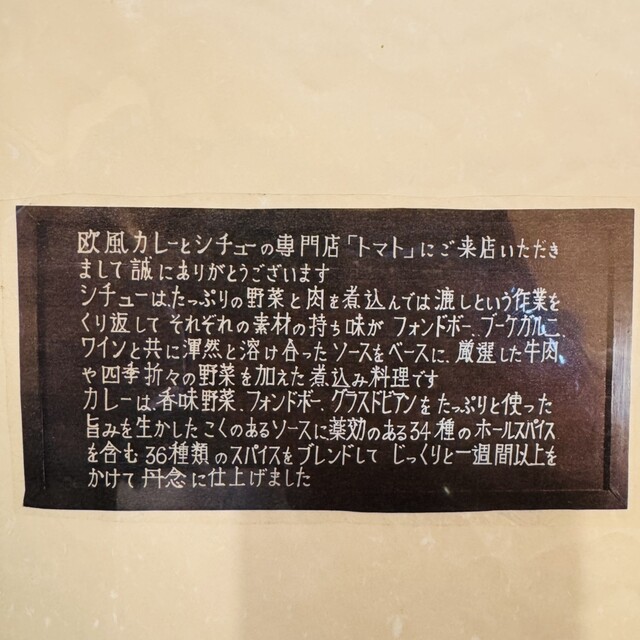 欧風カレーとシチューの専門店「トマト」にご来店いただき
まして誠にありがとうございます
シチューは、たっぷりの野菜と肉を煮込んでは漉しという作業を
くり返して それぞれの素材の持ち味が フォンドボー、ブーケガルニ、
ワインと共に渾然と溶け合ったソースをベースに、厳選した牛肉
や四季折々の野菜を加えた煮込み料理です
カレーは、香味野菜、フォンドボー、グラスドビアンをたっぷりと使った
旨みを生かしたこくのあるソースに薬効のある34種のホールスパイス
を含む36種類のスパイスをブレンドして じっくりと一週間以上を
かけて丹念に仕上げました